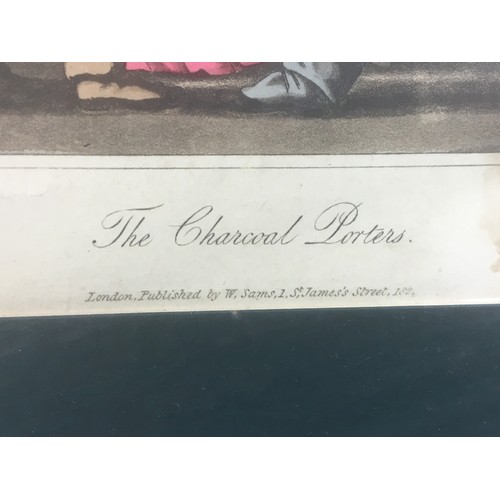 The Charcoal Porters.
London, Published by W. Sams, 1, St. James's Street,